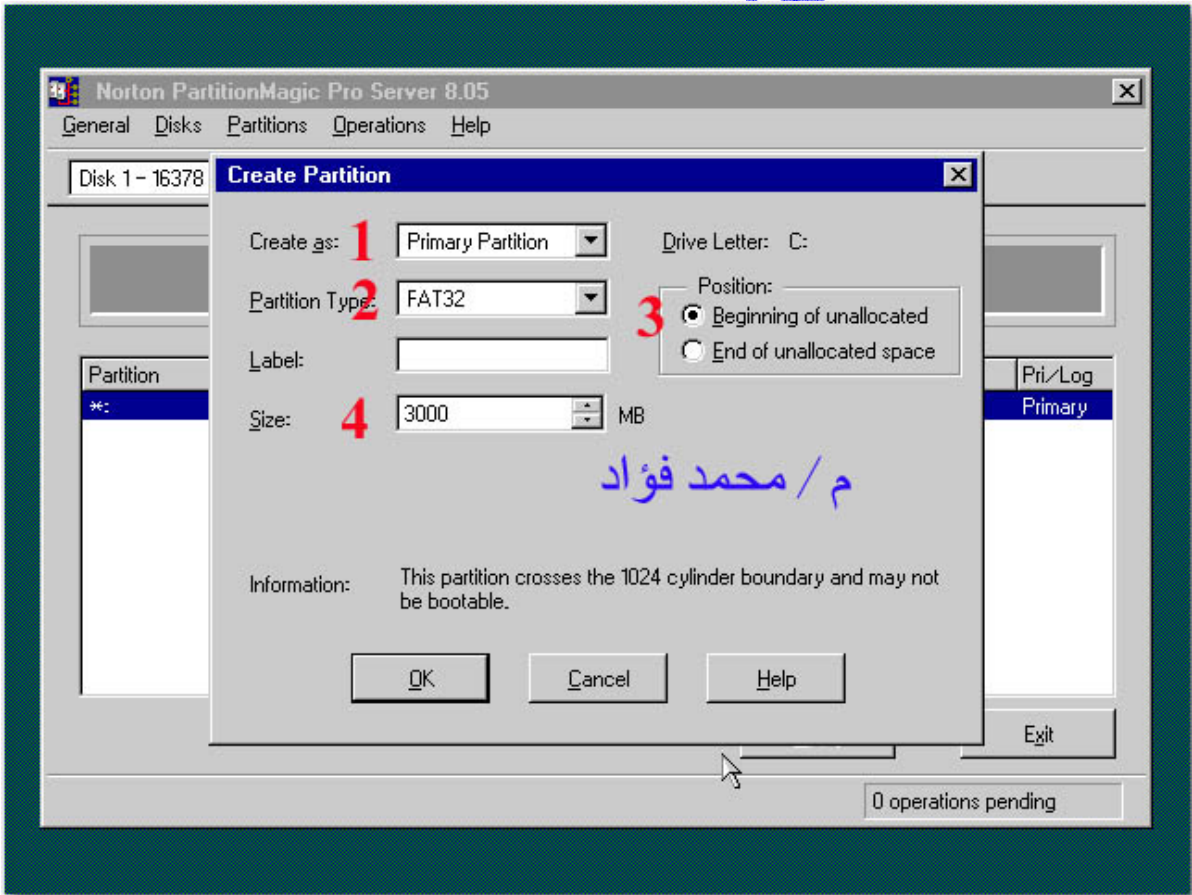 Norton PartitionMagic Pro Server 8.05
General Disks Partitions Operations Help
Disk 1 – 16378
Create Partition
Create as: 1 Primary Partition Drive Letter: C:
Partition Type: 2 FAT32 Position:
3 Beginning of unallocated
Label: End of unallocated space
Partition Pri/Log
*: Primary
Size: 4 3000 MB
م / محمد فؤاد
Information: This partition crosses the 1024 cylinder boundary and may not
be bootable.
OK Cancel Help
Exit
0 operations pending